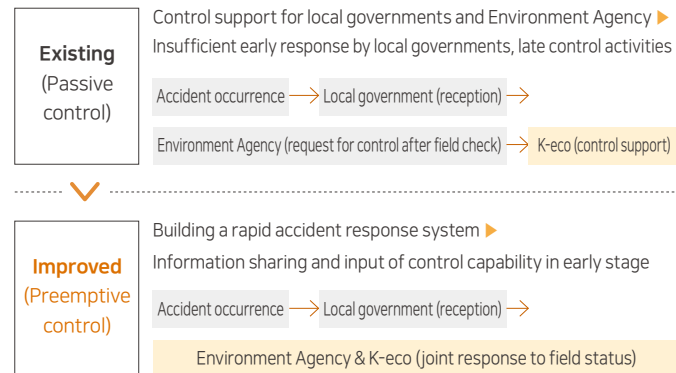 Existing
(Passive
control)
Control support for local governments and Environment Agency ▶
Insufficient early response by local governments, late control activities
Accident occurrence → Local government (reception) →
Environment Agency (request for control after field check) → K-eco (control support)
Improved
(Preemptive
control)
Building a rapid accident response system ▶
Information sharing and input of control capability in early stage
Accident occurrence → Local government (reception) →
Environment Agency & K-eco (joint response to field status)